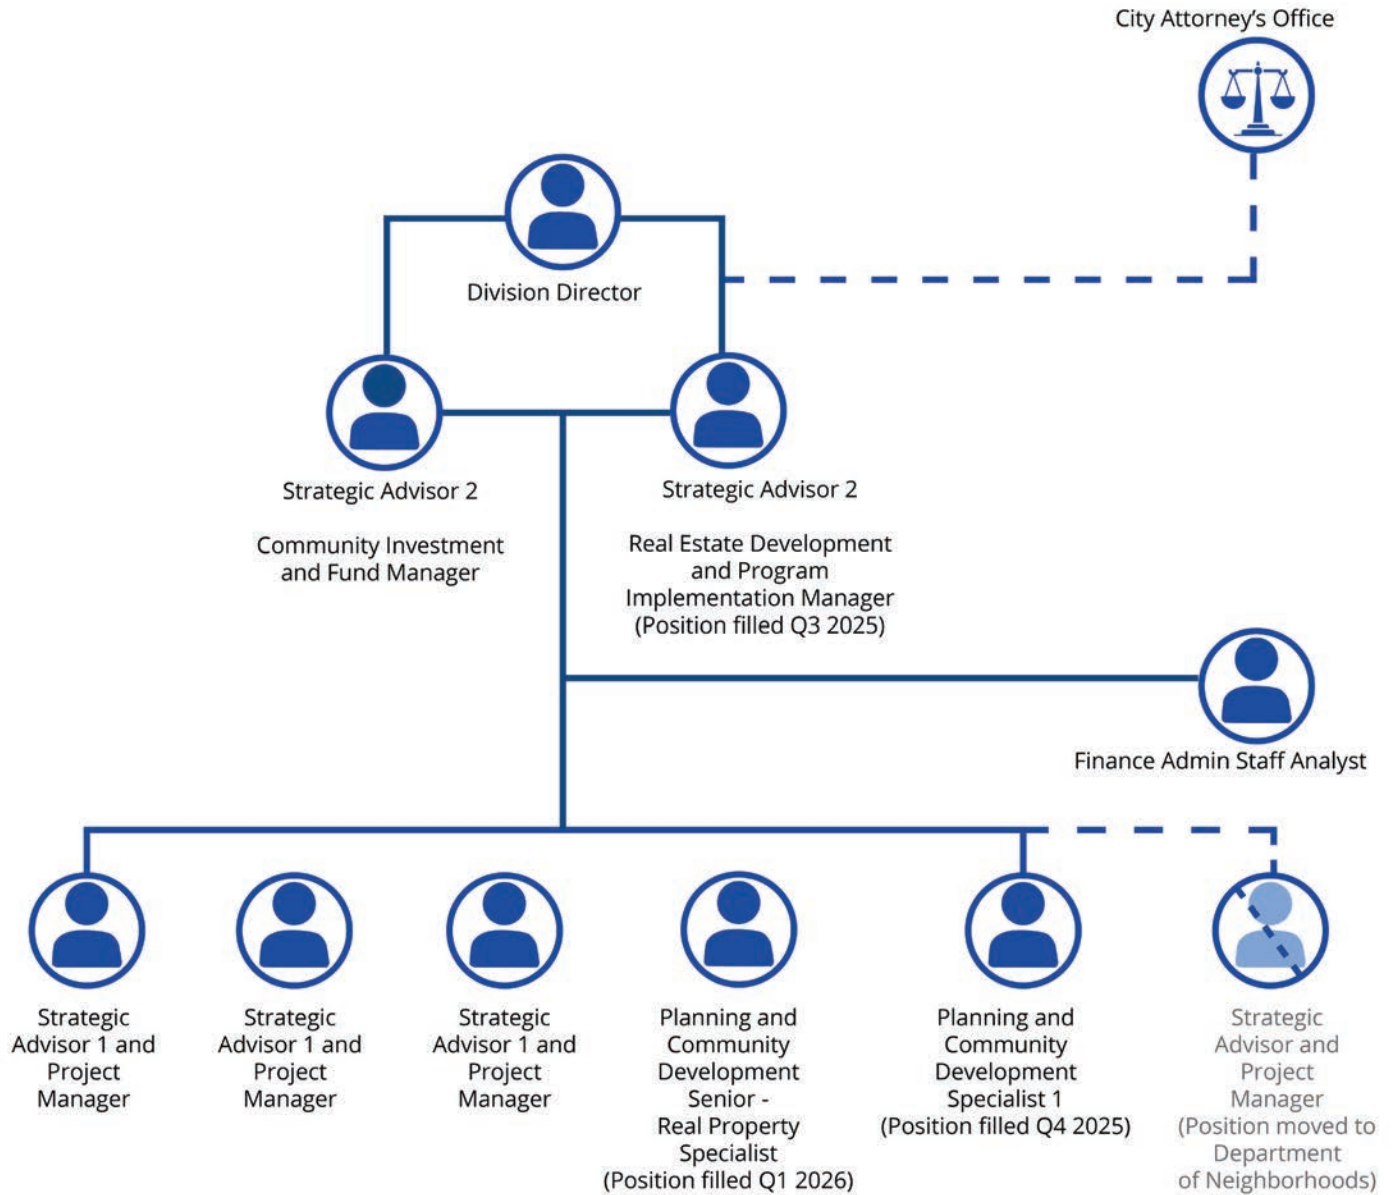 City Attorney's Office
Division Director
Strategic Advisor 2
Community Investment
and Fund Manager
Strategic Advisor 2
Real Estate Development
and Program
Implementation Manager
(Position filled Q3 2025)
Finance Admin Staff Analyst
Strategic
Advisor 1 and
Project
Manager
Strategic
Advisor 1 and
Project
Manager
Strategic
Advisor 1 and
Project
Manager
Planning and
Community
Development
Senior -
Real Property
Specialist
(Position filled Q1 2026)
Planning and
Community
Development
Specialist 1
(Position filled Q4 2025)
Strategic
Advisor and
Project
Manager
(Position moved to
Department
of Neighborhoods)